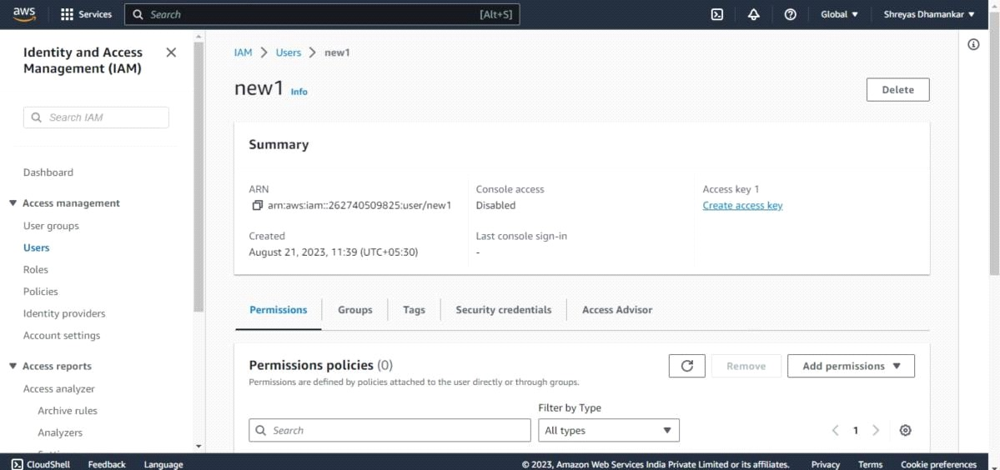 aws Services Search [Alt+S] Global ▼ Shreyas Dhamankar ▼
Identity and Access
Management (IAM)
Search IAM
Dashboard
▼ Access management
User groups
Users
Roles
Policies
Identity providers
Account settings
▼ Access reports
Access analyzer
Archive rules
Analyzers
IAM > Users > new1
new1 Info
Delete
Summary
ARN
arn:aws:iam::262740509825:user/new1
Created
August 21, 2023, 11:39 (UTC+05:30)
Console access
Disabled
Last console sign-in
-
Access key 1
Create access key
Permissions Groups Tags Security credentials Access Advisor
Permissions policies (0)
Remove Add permissions ▼
Permissions are defined by policies attached to the user directly or through groups.
Filter by Type
Search All types ▼ < 1 >
CloudShell Feedback Language © 2023, Amazon Web Services India Private Limited or its affiliates. Privacy Terms Cookie preferences